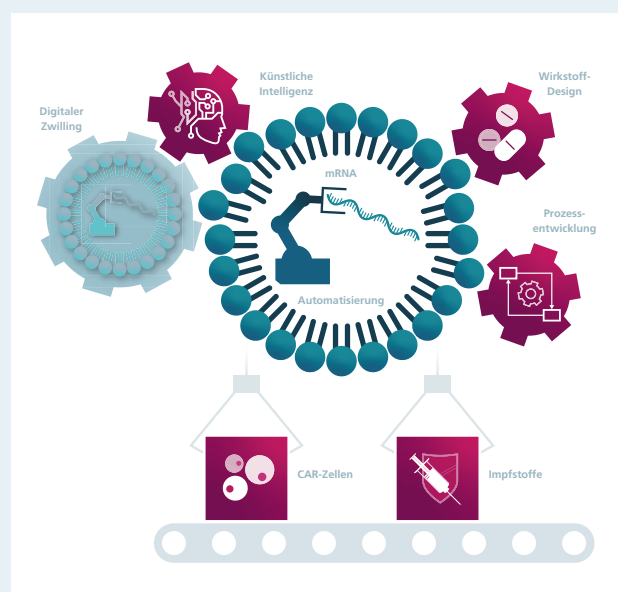 Künstliche
Intelligenz
Wirkstoff-
Design
Digitaler
Zwilling
mRNA
Prozess-
entwicklung
Automatisierung
CAR-Zellen
Impfstoffe